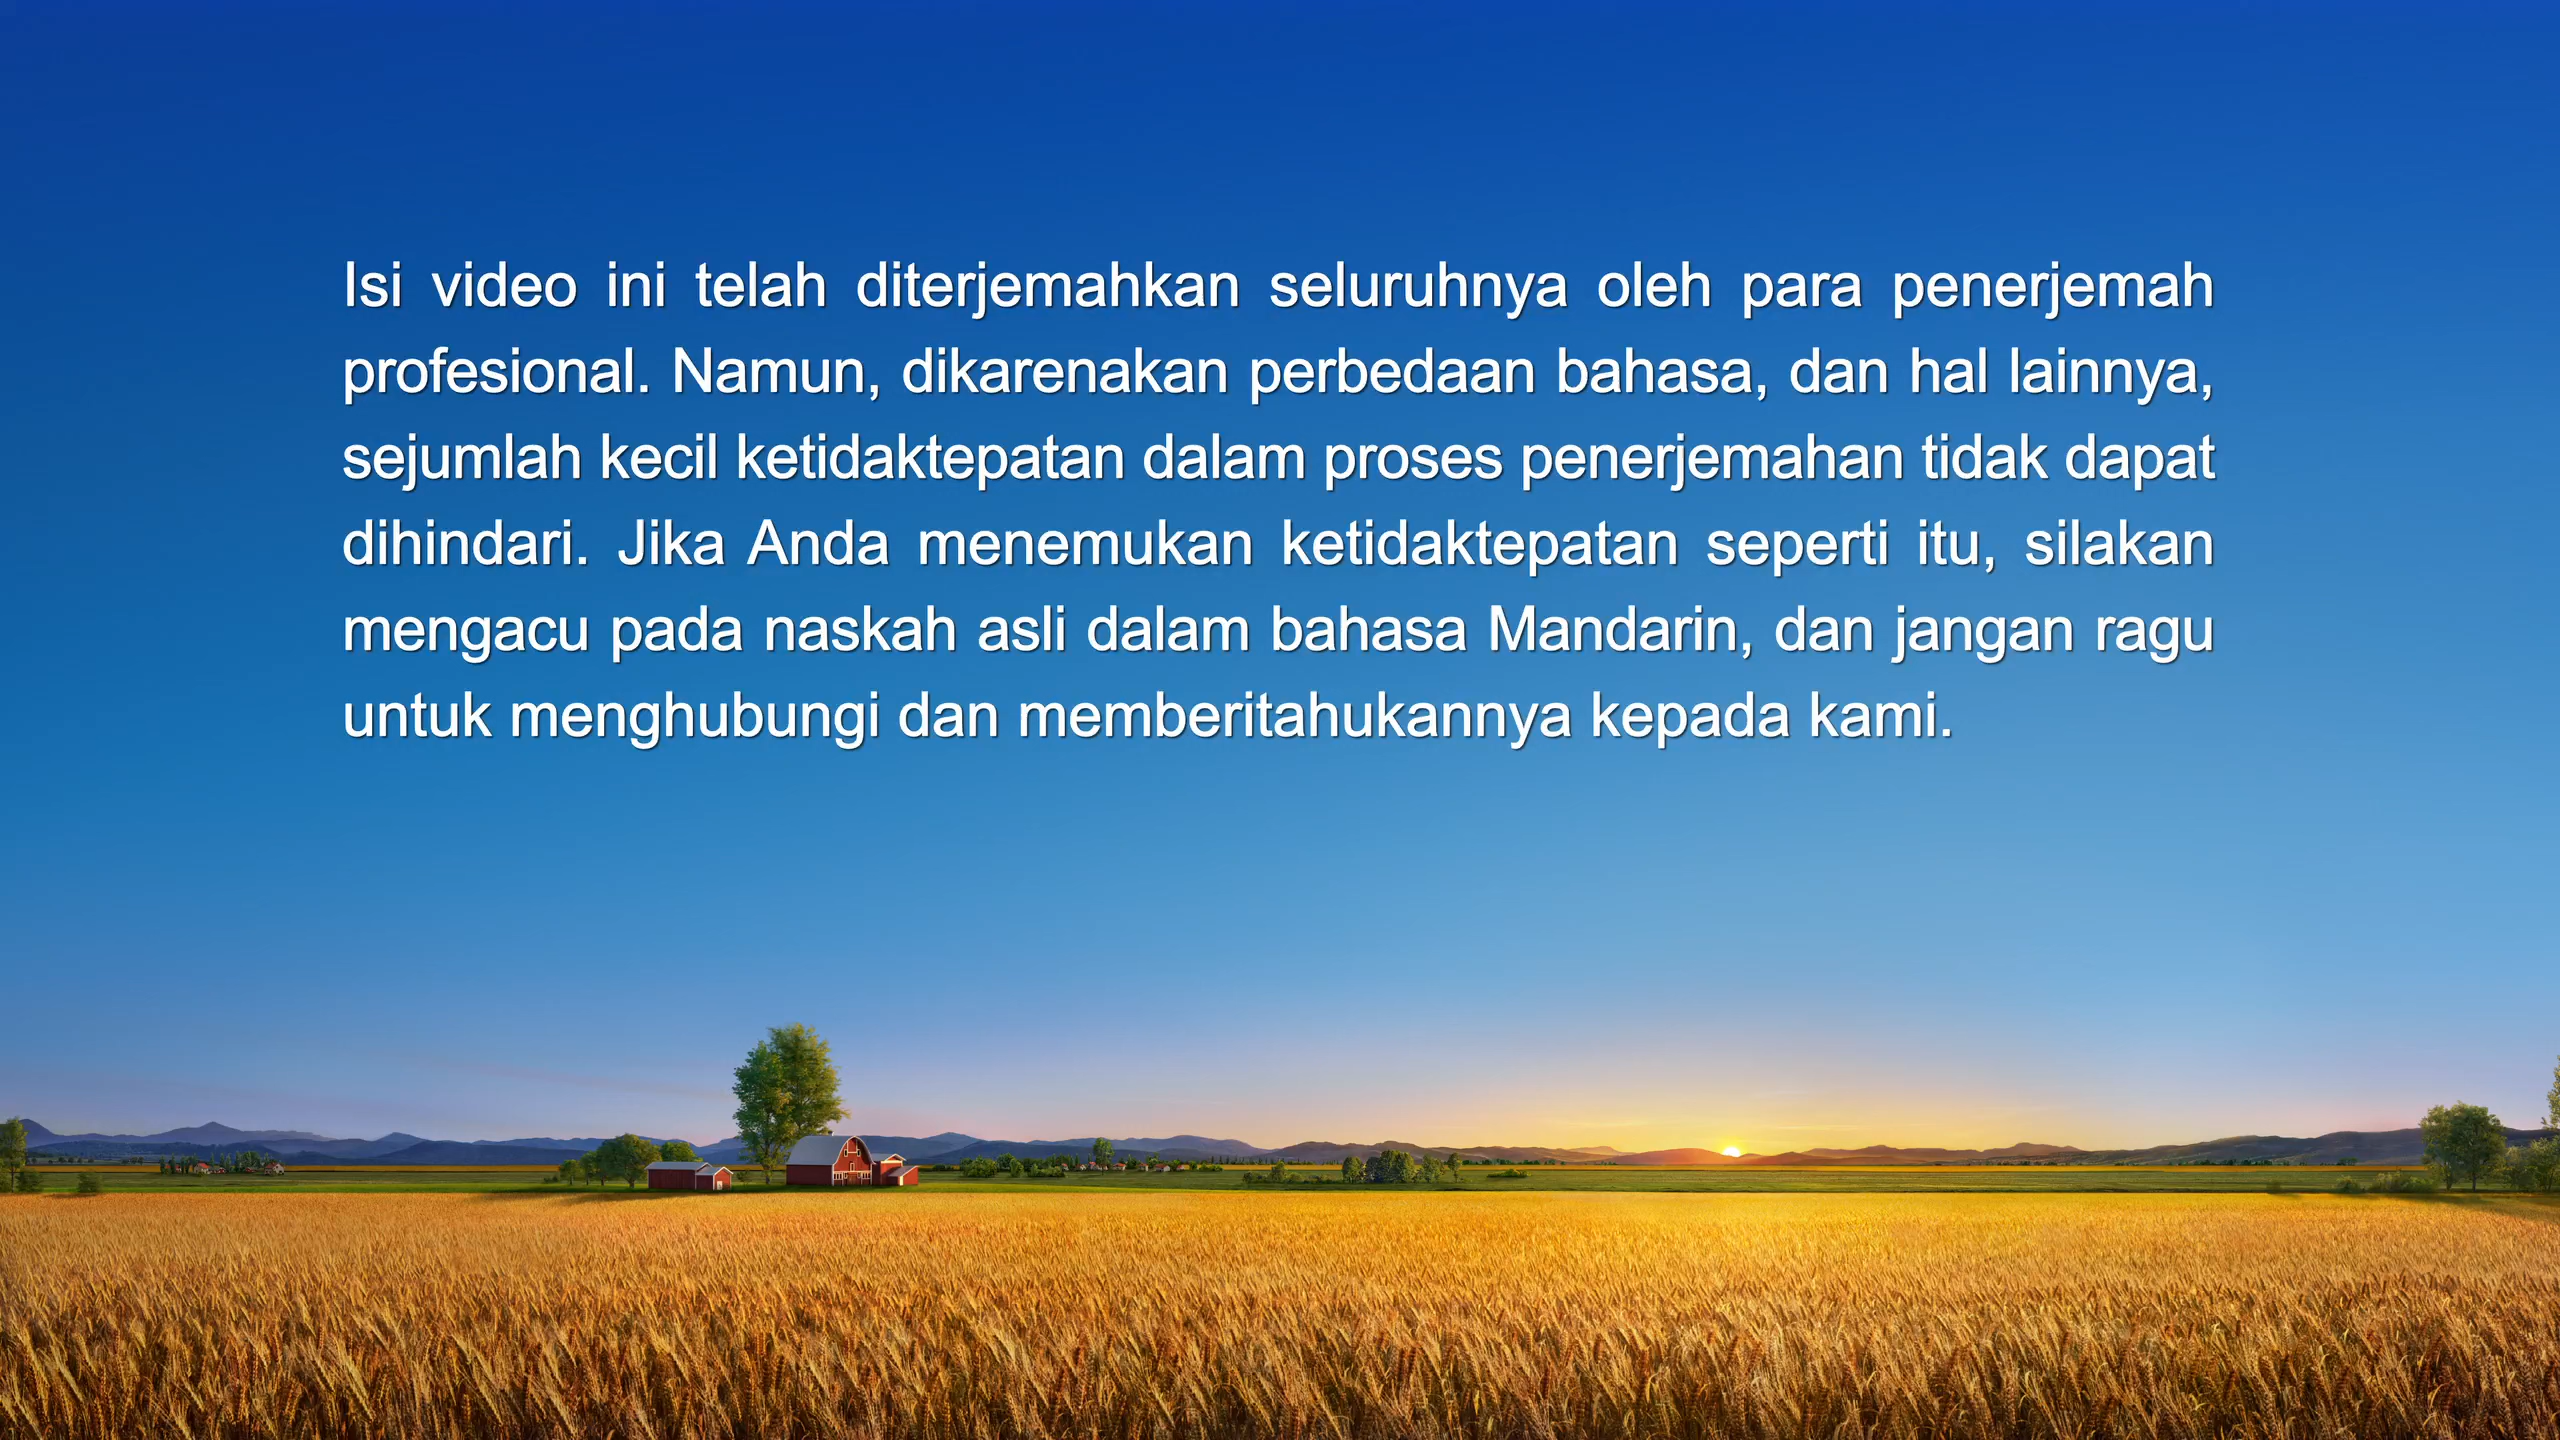 Isi video ini telah diterjemahkan seluruhnya oleh para penerjemah
profesional. Namun, dikarenakan perbedaan bahasa, dan hal lainnya,
sejumlah kecil ketidaktepatan dalam proses penerjemahan tidak dapat
dihindari. Jika Anda menemukan ketidaktepatan seperti itu, silakan
mengacu pada naskah asli dalam bahasa Mandarin, dan jangan ragu
untuk menghubungi dan memberitahukannya kepada kami.